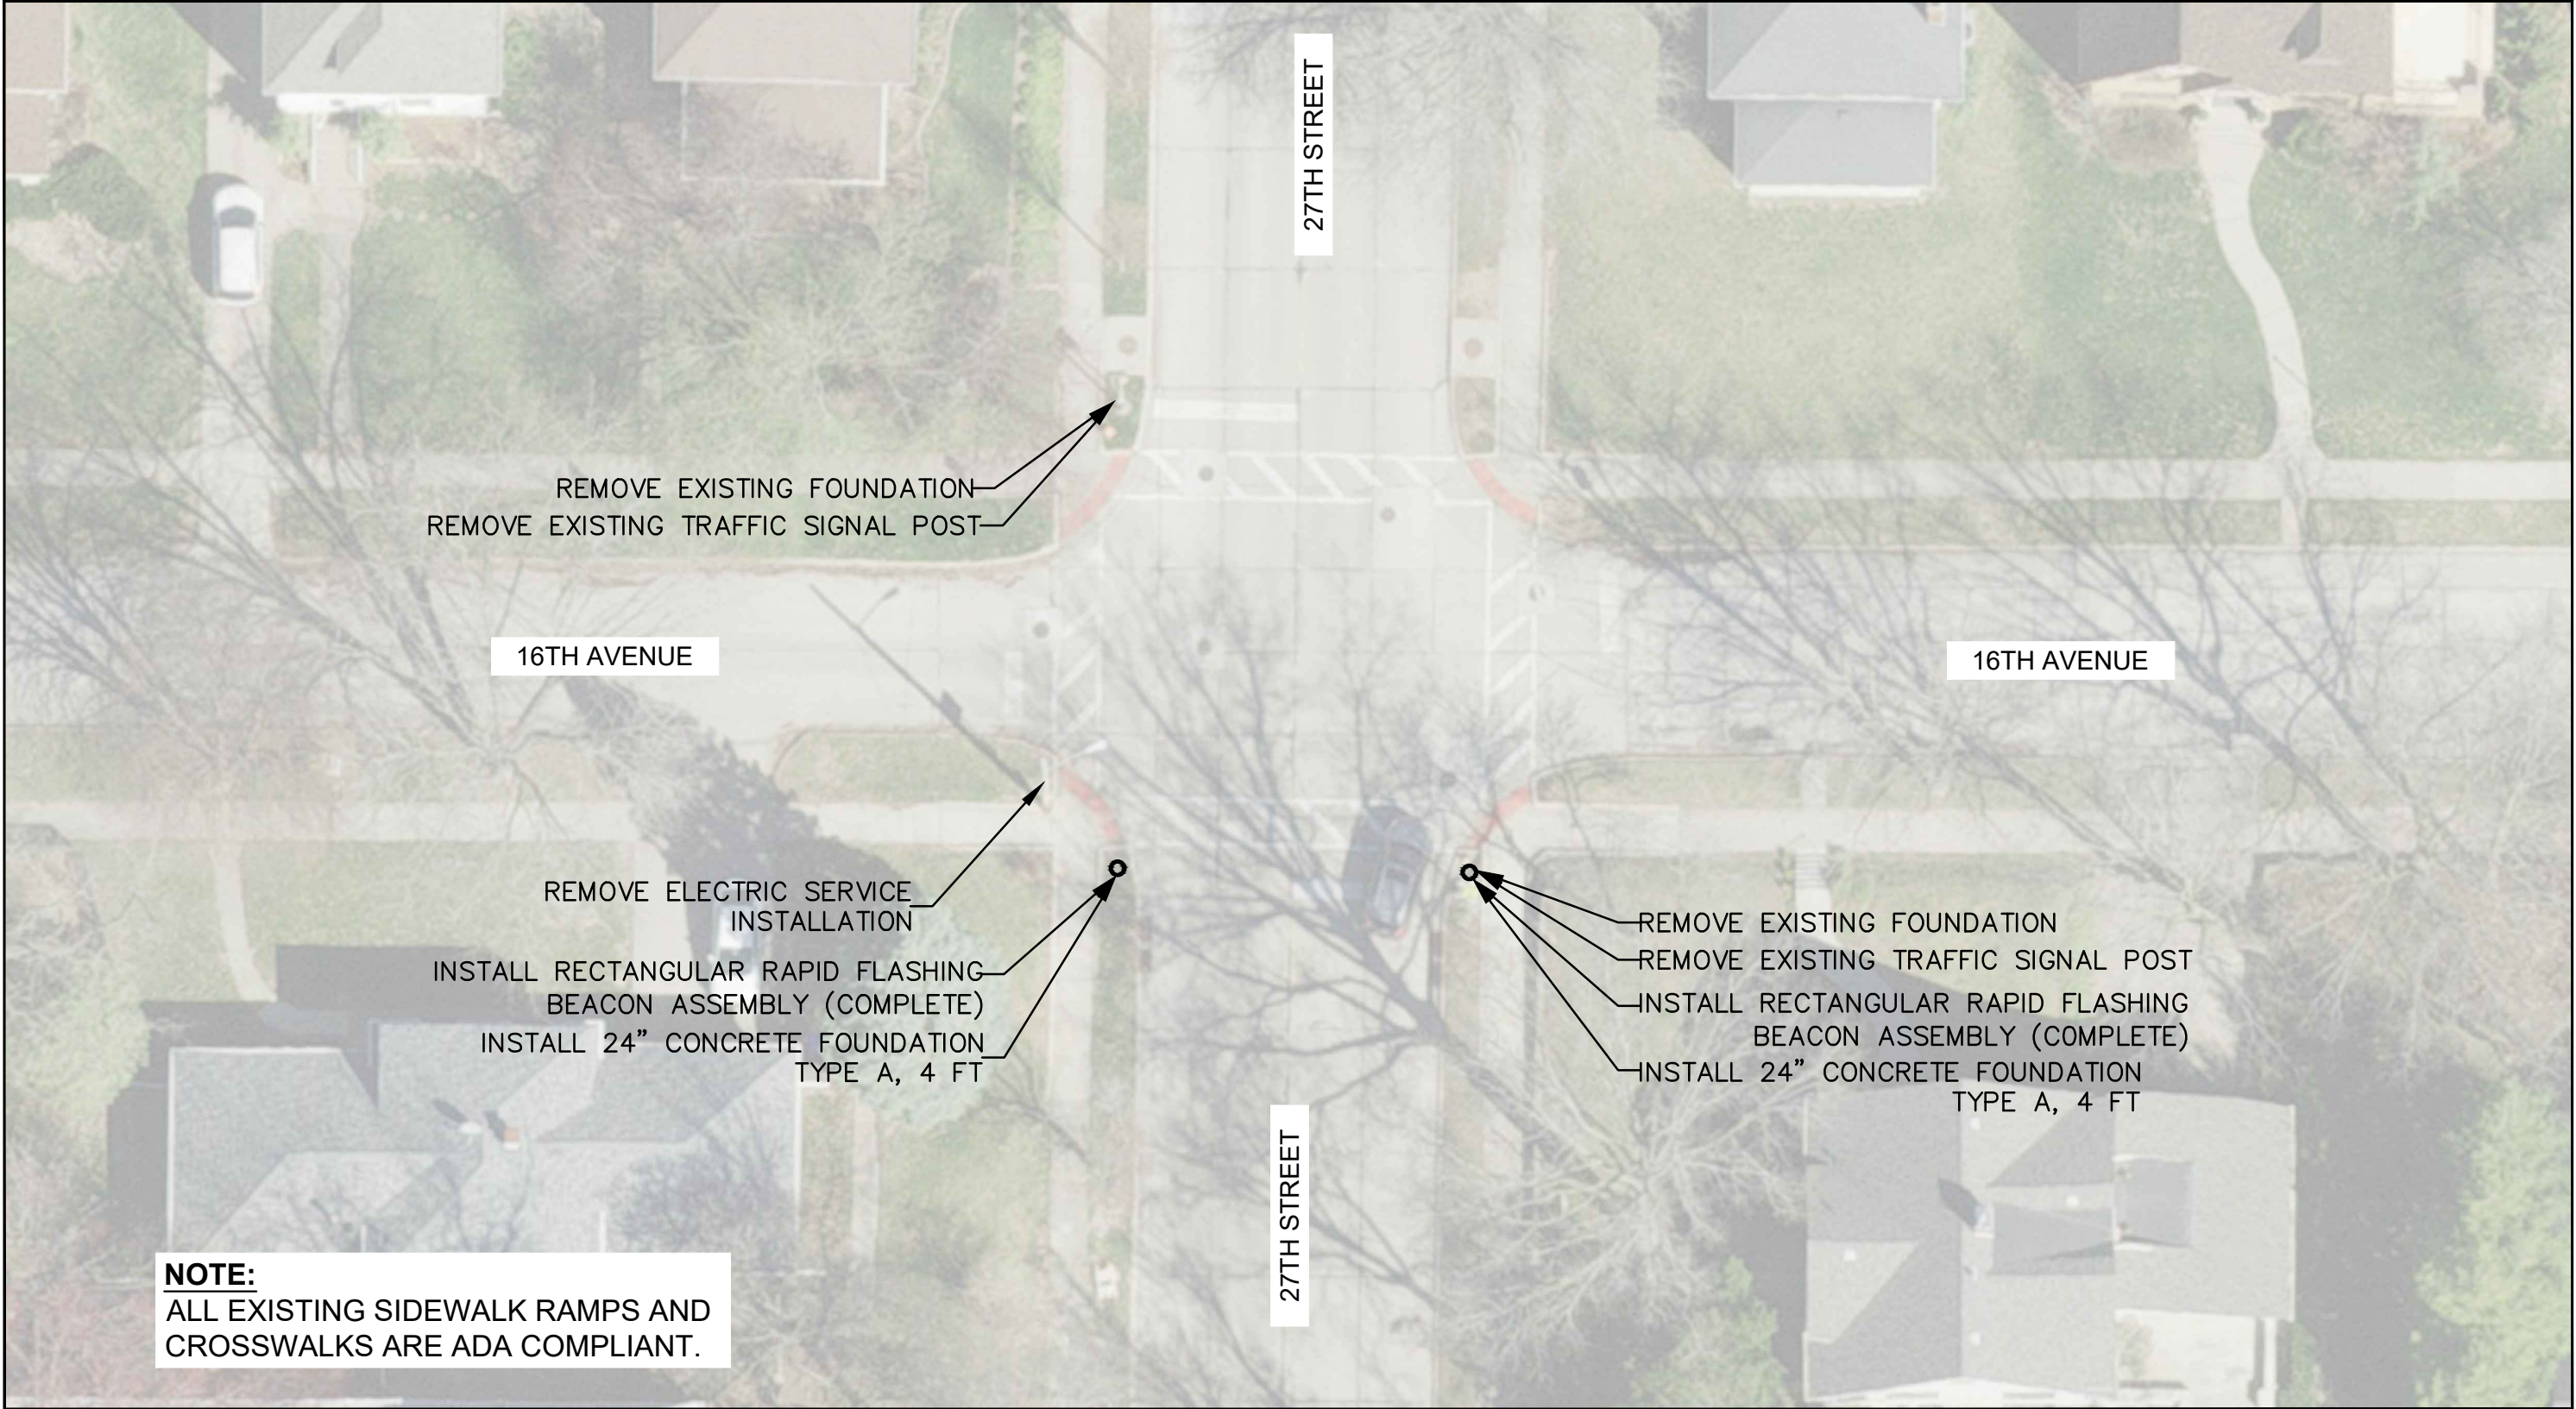 27TH STREET
REMOVE EXISTING FOUNDATION
REMOVE EXISTING TRAFFIC SIGNAL POST
16TH AVENUE
16TH AVENUE
REMOVE ELECTRIC SERVICE
INSTALLATION
INSTALL RECTANGULAR RAPID FLASHING
BEACON ASSEMBLY (COMPLETE)
INSTALL 24” CONCRETE FOUNDATION
TYPE A, 4 FT
REMOVE EXISTING FOUNDATION
REMOVE EXISTING TRAFFIC SIGNAL POST
INSTALL RECTANGULAR RAPID FLASHING
BEACON ASSEMBLY (COMPLETE)
INSTALL 24” CONCRETE FOUNDATION
TYPE A, 4 FT
27TH STREET
NOTE:
ALL EXISTING SIDEWALK RAMPS AND
CROSSWALKS ARE ADA COMPLIANT.